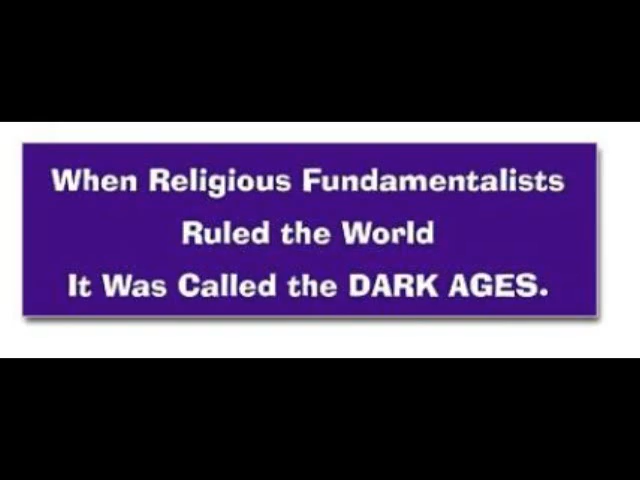 When Religious Fundamentalists
Ruled the World
It Was Called the DARK AGES.